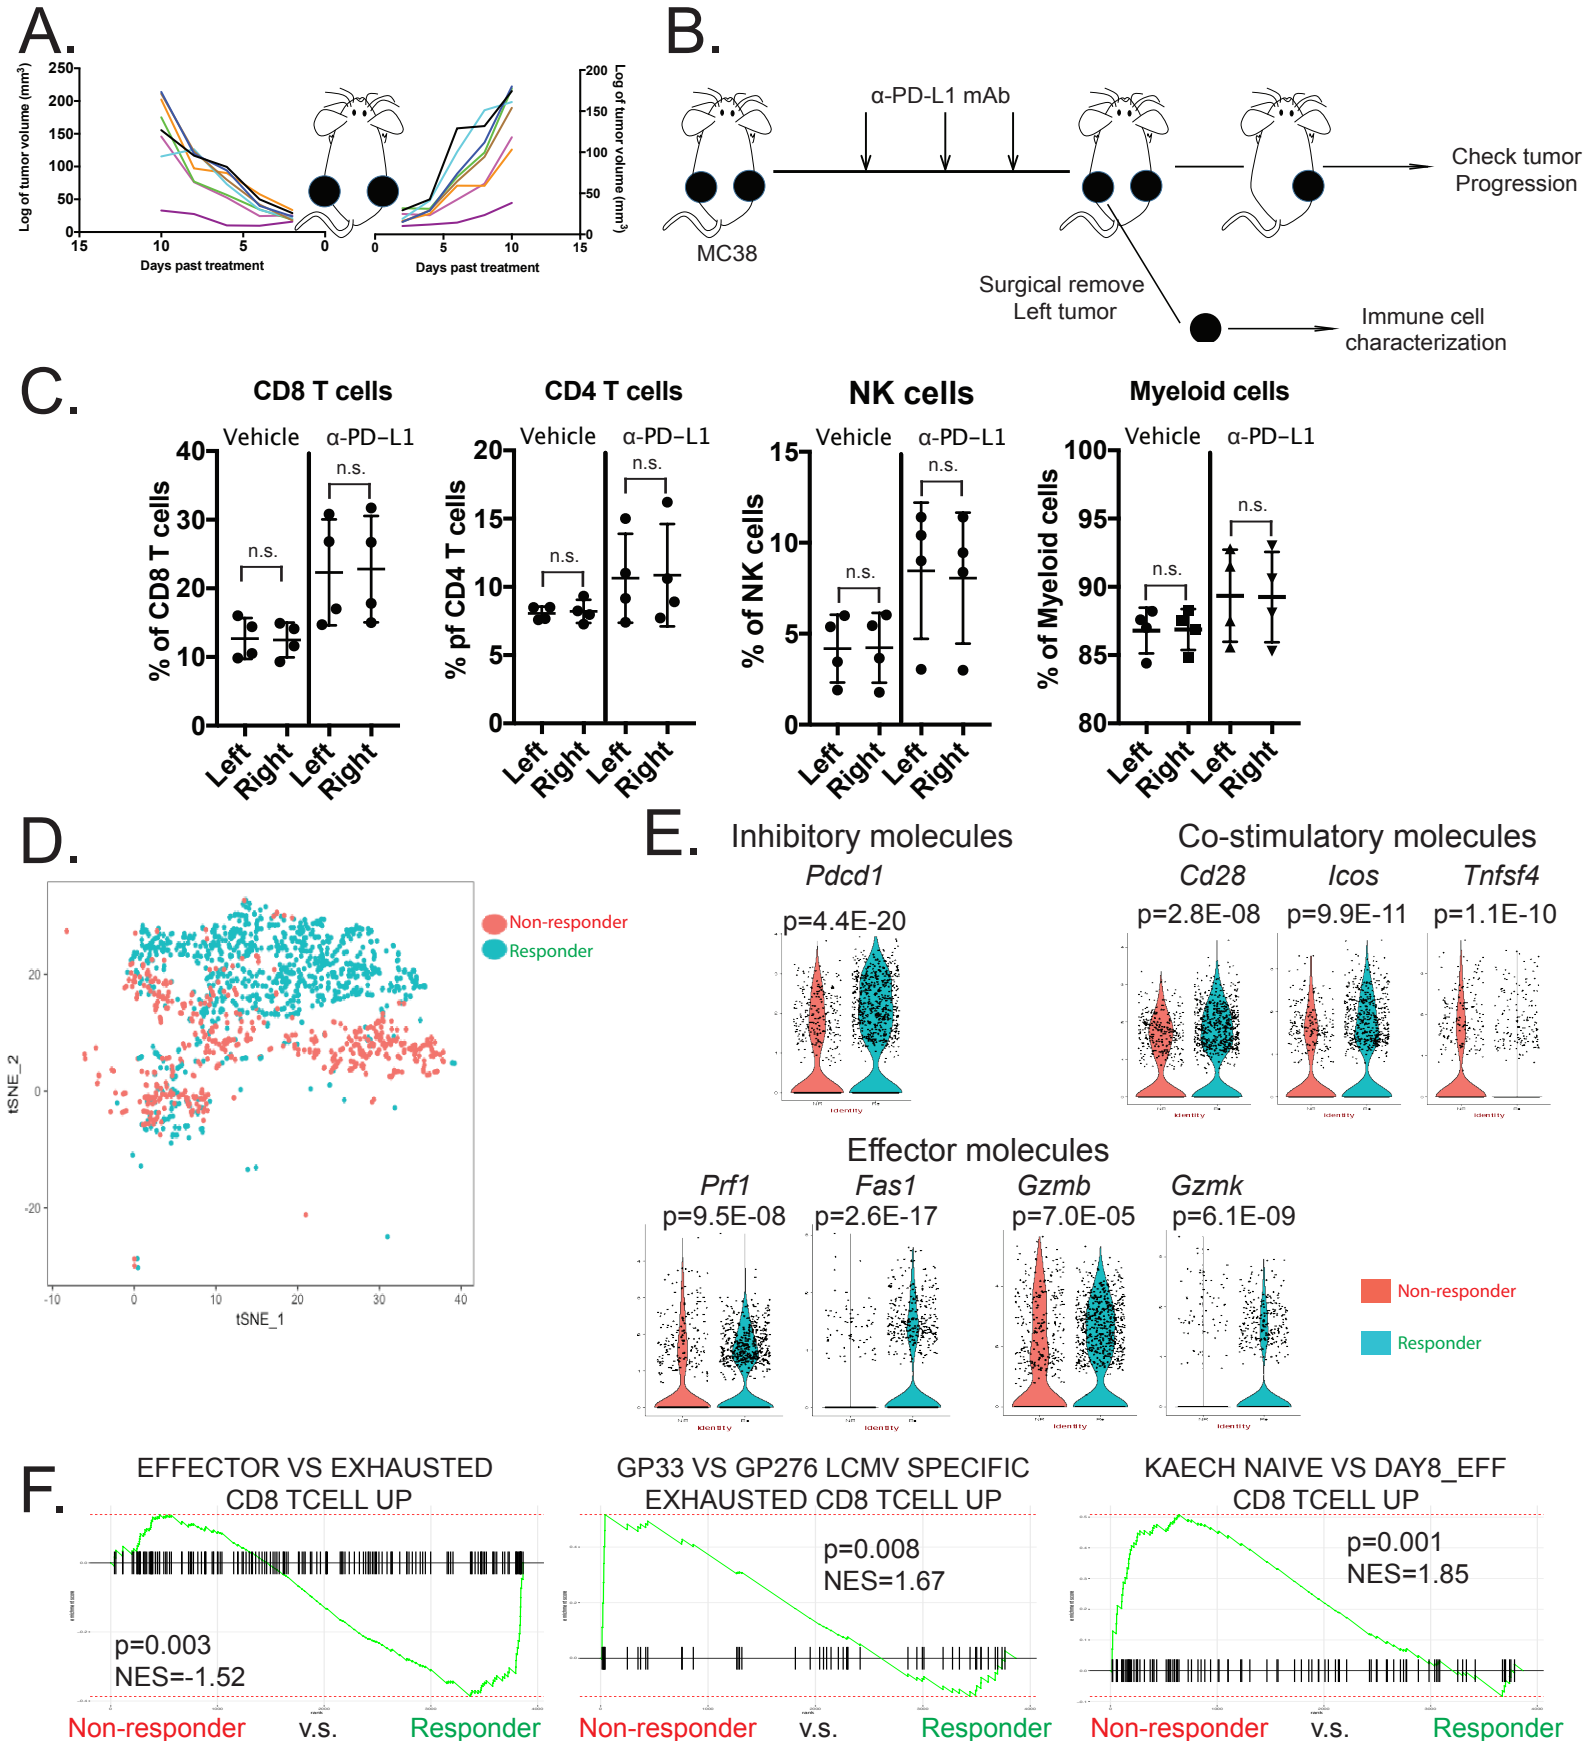 A.
Log of tumor volume (mm³)
250
200
150
100
50
0
15
10
5
0
Days past treatment
200
150
100
50
0
Log of tumor volume (mm³)
0
5
10
15
Days past treatment
B.
α-PD-L1 mAb
MC38
Surgical remove
Left tumor
Check tumor
Progression
Immune cell
characterization
C.
CD8 T cells
Vehicle
α-PD-L1
% of CD8 T cells
40
30
20
10
0
n.s.
n.s.
Left
Right
Left
Right
CD4 T cells
Vehicle
α-PD-L1
% pf CD4 T cells
20
15
10
5
0
n.s.
n.s.
Left
Right
Left
Right
NK cells
Vehicle
α-PD-L1
% of NK cells
15
10
5
0
n.s.
n.s.
Left
Right
Left
Right
Myeloid cells
Vehicle
α-PD-L1
% of Myeloid cells
100
95
90
85
80
n.s.
n.s.
Left
Right
Left
Right
D.
tSNE_2
20
0
-20
-10
0
10
20
30
40
tSNE_1
Non-responder
Responder
E.
Inhibitory molecules
Pdcd1
p=4.4E-20
Identity
Co-stimulatory molecules
Cd28
p=2.8E-08
Identity
Icos
p=9.9E-11
Identity
Tnfsf4
p=1.1E-10
Identity
Effector molecules
Prf1
p=9.5E-08
Identity
Fas1
p=2.6E-17
Identity
Gzmb
p=7.0E-05
Identity
Gzmk
p=6.1E-09
Identity
Non-responder
Responder
F.
EFFECTOR VS EXHAUSTED
CD8 TCELL UP
p=0.003
NES=-1.52
Non-responder v.s. Responder
GP33 VS GP276 LCMV SPECIFIC
EXHAUSTED CD8 TCELL UP
p=0.008
NES=1.67
Non-responder v.s. Responder
KAECH NAIVE VS DAY8_EFF
CD8 TCELL UP
p=0.001
NES=1.85
Non-responder v.s. Responder